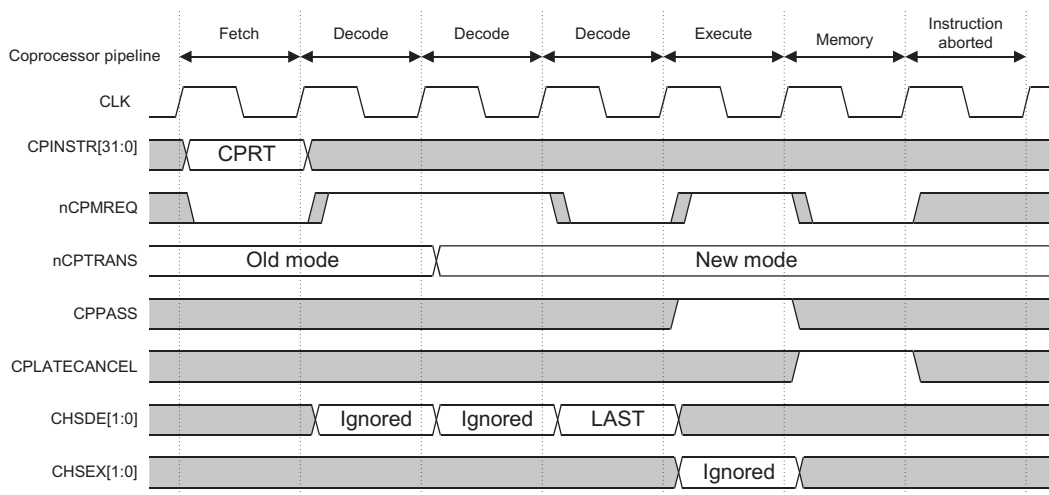 Coprocessor pipeline
Fetch
Decode
Decode
Decode
Execute
Memory
Instruction
aborted
CLK
CPINSTR[31:0]
CPRT
nCPMREQ
nCPTRANS
Old mode
New mode
CPPASS
CPLATECANCEL
CHSDE[1:0]
Ignored
Ignored
LAST
CHSEX[1:0]
Ignored